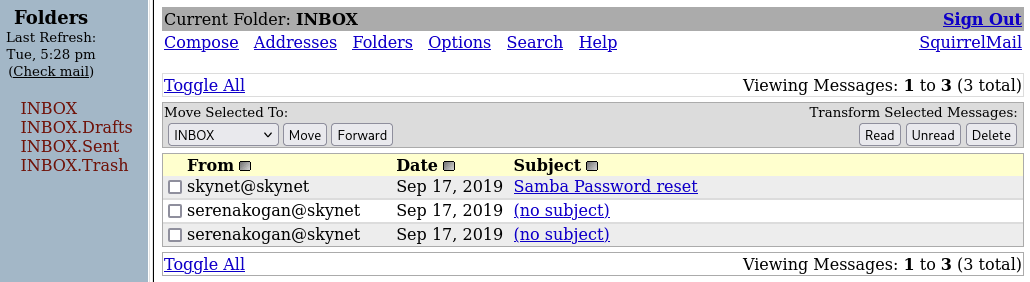 Folders
Last Refresh:
Tue, 5:28 pm
(Check mail)
INBOX
INBOX.Drafts
INBOX.Sent
INBOX.Trash
Current Folder: INBOX Sign Out
Compose Addresses Folders Options Search Help SquirrelMail
Toggle All Viewing Messages: 1 to 3 (3 total)
Move Selected To: Transform Selected Messages:
INBOX Move Forward Read Unread Delete
From Date Subject
skynet@skynet Sep 17, 2019 Samba Password reset
serenakogan@skynet Sep 17, 2019 (no subject)
serenakogan@skynet Sep 17, 2019 (no subject)
Toggle All Viewing Messages: 1 to 3 (3 total)